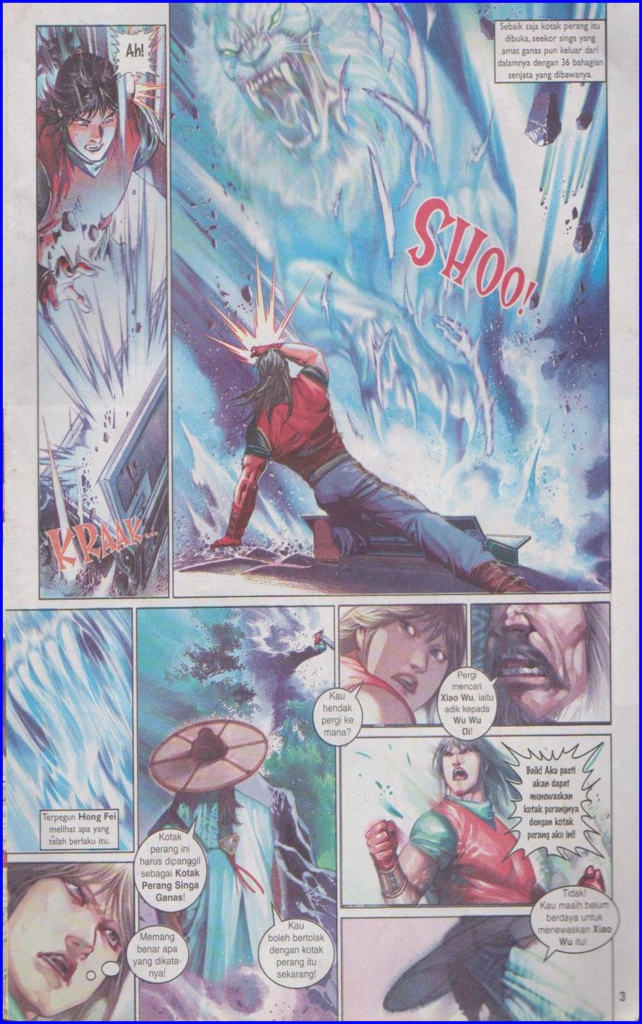 Ah!
Sebaik saja kotak perang itu
dibuka, seekor singa yang
amat ganas pun keluar dari
dalamnya dengan 36 bahagian
senjata yang dibawanya.
SHOO!
KRAAK...
Terpegun Hong Fei
melihat apa yang
telah berlaku itu.
Kotak
perang ini
harus dipanggil
sebagai Kotak
Perang Singa
Ganas!
Memang
benar apa
yang dikata-
nya!
Kau
boleh bertolak
dengan kotak
perang itu
sekarang!
Kau
hendak
pergi ke
mana?
Pergi
mencari
Xiao Wu, iaitu
adik kepada
Wu Wu
Di!
Baik! Aku pasti
akan dapat
menewaskan
kotak perangnya
dengan kotak
perang aku ini!
Tidak!
Kau masih belum
berdaya untuk
menewaskan Xiao
Wu itu!
3